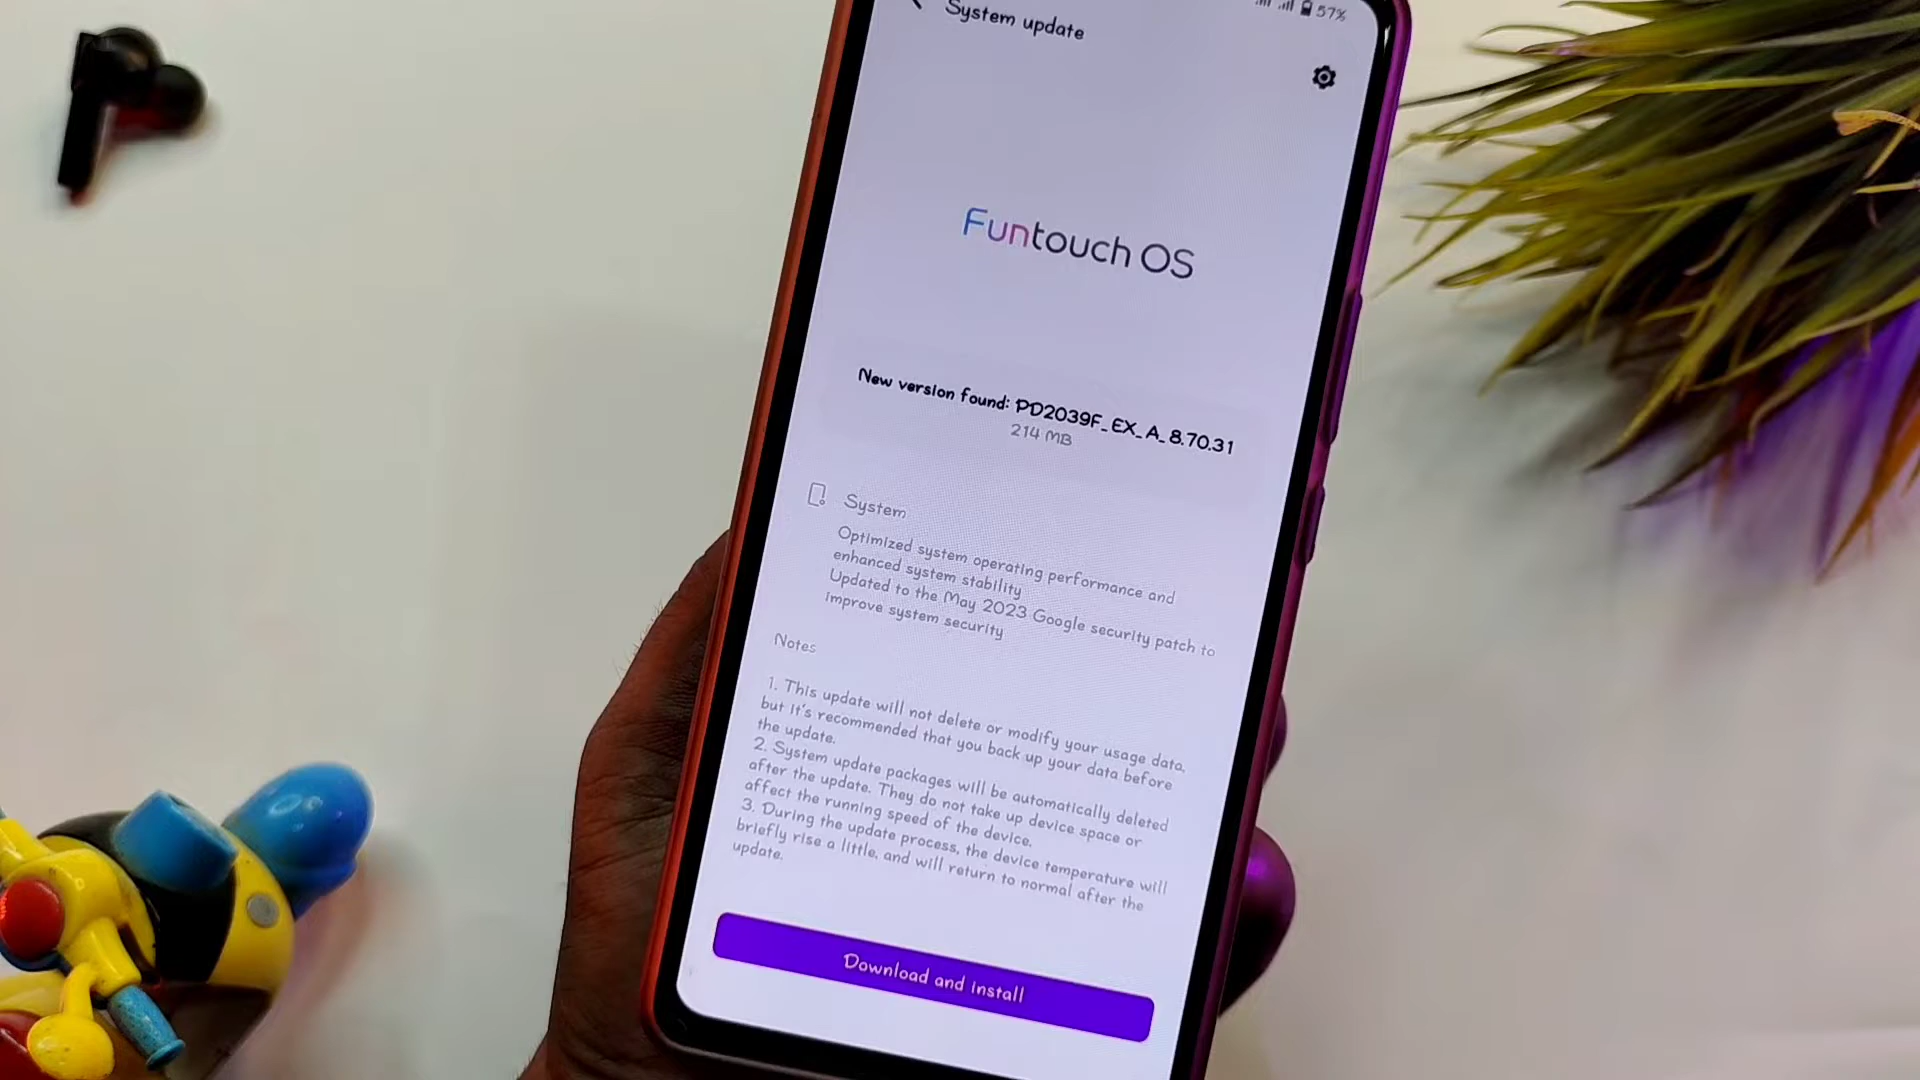 System update
57%
Funtouch OS
New version found: PD2039F_EX_A_8.70.31
214 MB
System
Optimized system operating performance and
enhanced system stability
Updated to the May 2023 Google security patch to
improve system security
Notes
1. This update will not delete or modify your usage data,
but it's recommended that you back up your data before
the update.
2. System update packages will be automatically deleted
after the update. They do not take up device space or
affect the running speed of the device.
3. During the update process, the device temperature will
briefly rise a little, and will return to normal after the
update.
Download and install